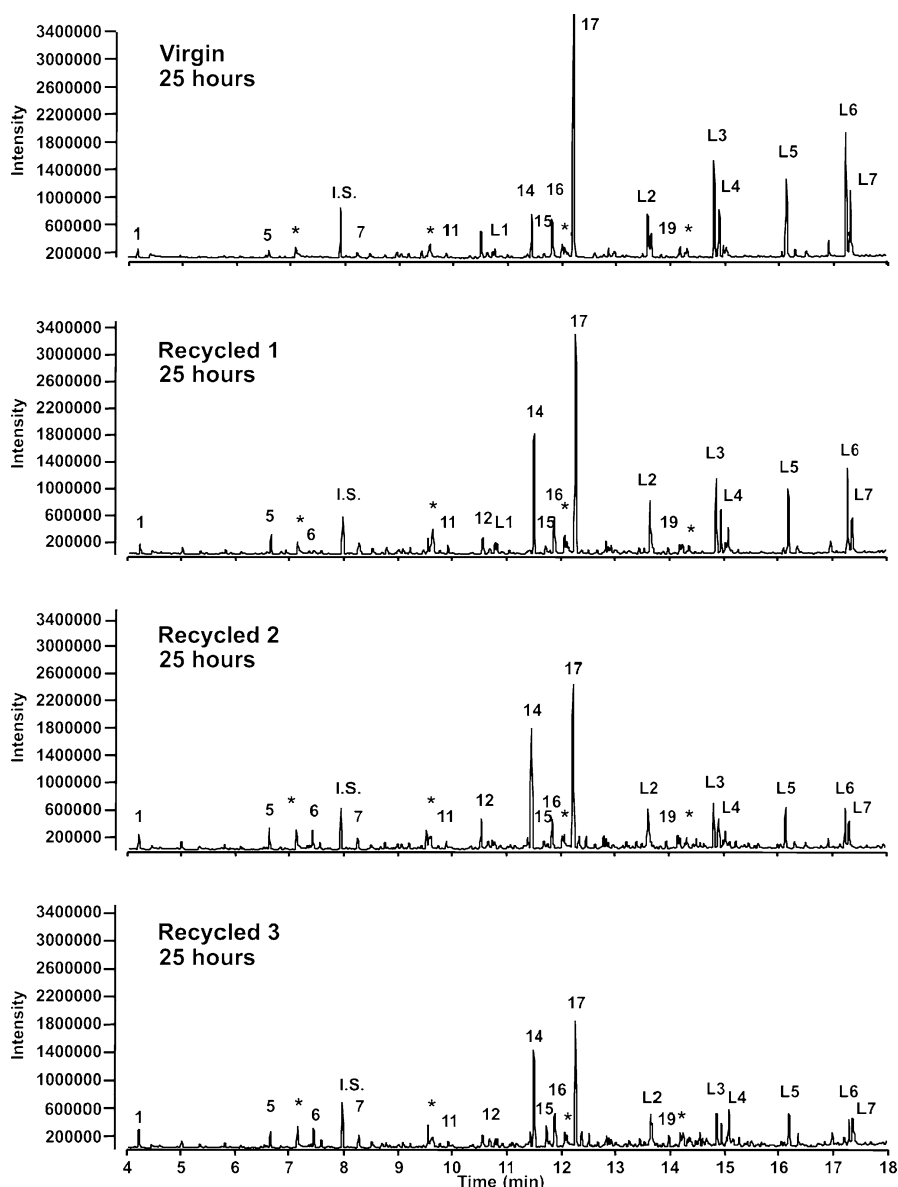 Virgin
25 hours
Intensity
3400000
3000000
2600000
2200000
1800000
1400000
1000000
600000
200000
1 5 * I.S. 7 * 11 L1 14 15 16 * 17 L2 19 * L3 L4 L5 L6 L7
Recycled 1
25 hours
Intensity
3400000
3000000
2600000
2200000
1800000
1400000
1000000
600000
200000
1 5 * 6 I.S. * 11 12 L1 14 15 16 * 17 L2 19 * L3 L4 L5 L6 L7
Recycled 2
25 hours
Intensity
3400000
3000000
2600000
2200000
1800000
1400000
1000000
600000
200000
1 5 * 6 I.S. 7 * 11 12 14 15 16 * 17 L2 19 * L3 L4 L5 L6 L7
Recycled 3
25 hours
Intensity
3400000
3000000
2600000
2200000
1800000
1400000
1000000
600000
200000
1 5 * 6 I.S. 7 * 11 12 14 15 16 * 17 L2 19 * L3 L4 L5 L6 L7
4 5 6 7 8 9 10 11 12 13 14 15 16 17 18
Time (min)